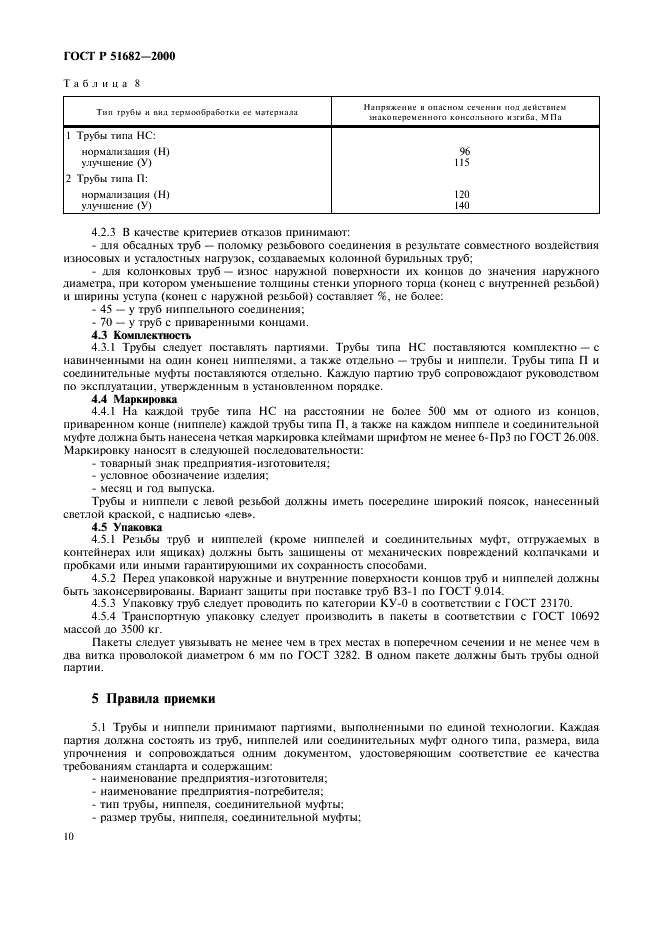 ГОСТ Р 51682—2000
Таблица 8
Тип трубы и вид термообработки ее материала
Напряжение в опасном сечении под действием
знакопеременного консольного изгиба, МПа
1 Трубы типа НС:
нормализация (Н) 96
улучшение (У) 115
2 Трубы типа П:
нормализация (Н) 120
улучшение (У) 140
4.2.3 В качестве критериев отказов принимают:
- для обсадных труб — поломку резьбового соединения в результате совместного воздействия
износовых и усталостных нагрузок, создаваемых колонной бурильных труб;
- для колонковых труб — износ наружной поверхности их концов до значения наружного
диаметра, при котором уменьшение толщины стенки упорного торца (конец с внутренней резьбой)
и ширины уступа (конец с наружной резьбой) составляет %, не более:
- 45 — у труб ниппельного соединения;
- 70 — у труб с приваренными концами.
4.3 Комплектность
4.3.1 Трубы следует поставлять партиями. Трубы типа НС поставляются комплектно — с
навинченными на один конец ниппелями, а также отдельно — трубы и ниппели. Трубы типа П и
соединительные муфты поставляются отдельно. Каждую партию труб сопровождают руководством
по эксплуатации, утвержденным в установленном порядке.
4.4 Маркировка
4.4.1 На каждой трубе типа НС на расстоянии не более 500 мм от одного из концов,
приваренном конце (ниппеле) каждой трубы типа П, а также на каждом ниппеле и соединительной
муфте должна быть нанесена четкая маркировка клеймами шрифтом не менее 6-Пр3 по ГОСТ 26.008.
Маркировку наносят в следующей последовательности:
- товарный знак предприятия-изготовителя;
- условное обозначение изделия;
- месяц и год выпуска.
Трубы и ниппели с левой резьбой должны иметь посередине широкий поясок, нанесенный
светлой краской, с надписью «лев».
4.5 Упаковка
4.5.1 Резьбы труб и ниппелей (кроме ниппелей и соединительных муфт, отгружаемых в
контейнерах или ящиках) должны быть защищены от механических повреждений колпачками и
пробками или иными гарантирующими их сохранность способами.
4.5.2 Перед упаковкой наружные и внутренние поверхности концов труб и ниппелей должны
быть законсервированы. Вариант защиты при поставке труб ВЗ-1 по ГОСТ 9.014.
4.5.3 Упаковку труб следует проводить по категории КУ-0 в соответствии с ГОСТ 23170.
4.5.4 Транспортную упаковку следует производить в пакеты в соответствии с ГОСТ 10692
массой до 3500 кг.
Пакеты следует увязывать не менее чем в трех местах в поперечном сечении и не менее чем в
два витка проволокой диаметром 6 мм по ГОСТ 3282. В одном пакете должны быть трубы одной
партии.
5 Правила приемки
5.1 Трубы и ниппели принимают партиями, выполненными по единой технологии. Каждая
партия должна состоять из труб, ниппелей или соединительных муфт одного типа, размера, вида
упрочнения и сопровождаться одним документом, удостоверяющим соответствие ее качества
требованиям стандарта и содержащим:
- наименование предприятия-изготовителя;
- наименование предприятия-потребителя;
- тип трубы, ниппеля, соединительной муфты;
- размер трубы, ниппеля, соединительной муфты;
10